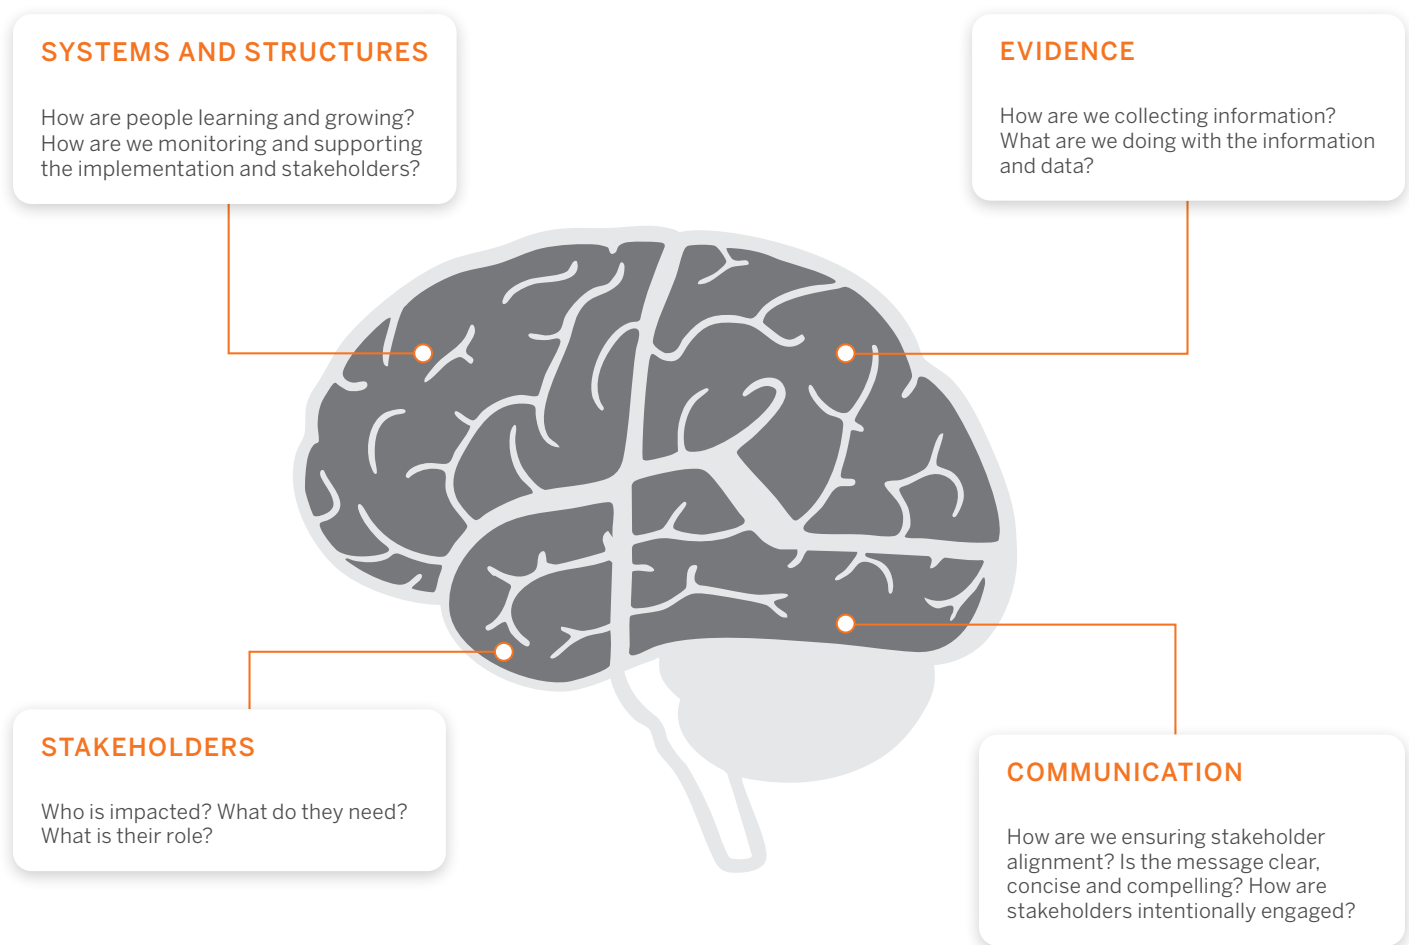 SYSTEMS AND STRUCTURES
How are people learning and growing?
How are we monitoring and supporting
the implementation and stakeholders?
EVIDENCE
How are we collecting information?
What are we doing with the information
and data?
STAKEHOLDERS
Who is impacted? What do they need?
What is their role?
COMMUNICATION
How are we ensuring stakeholder
alignment? Is the message clear,
concise and compelling? How are
stakeholders intentionally engaged?